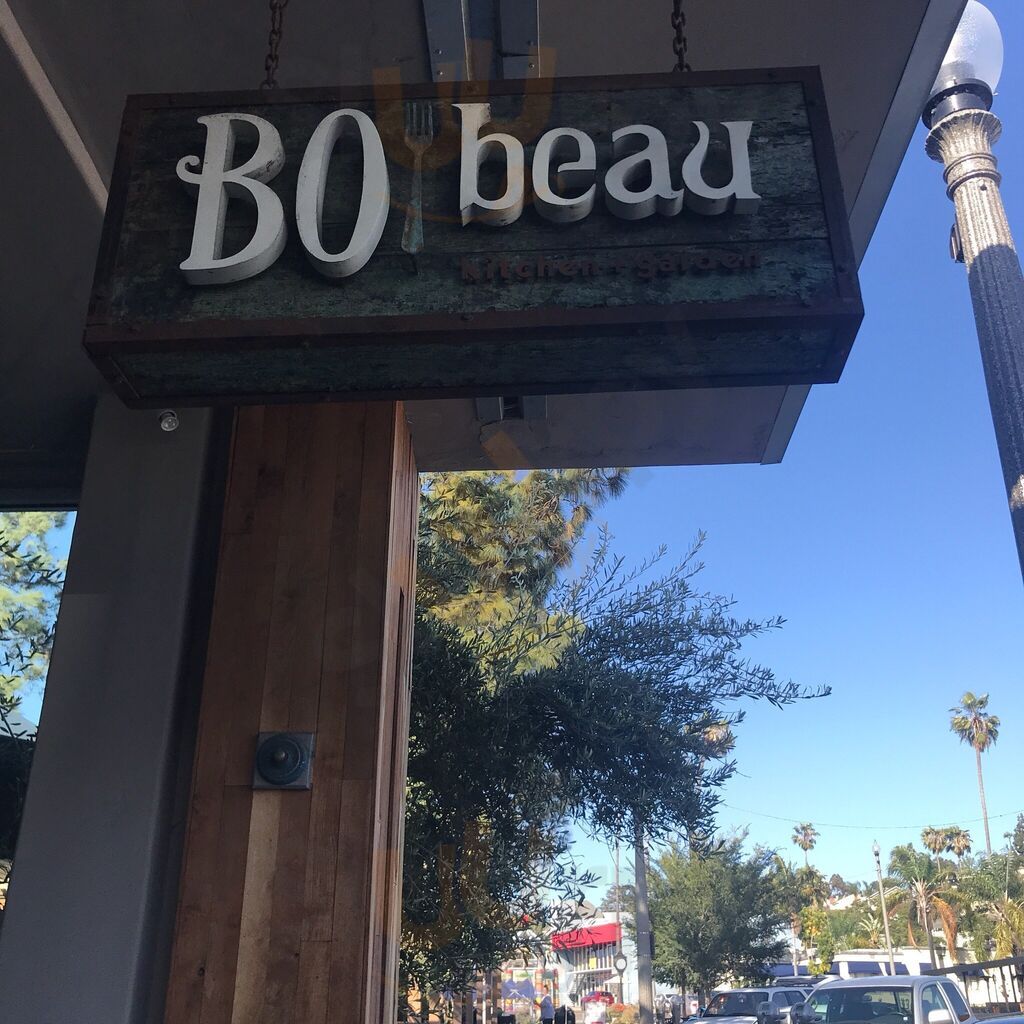 BO beau
kitchen + garden